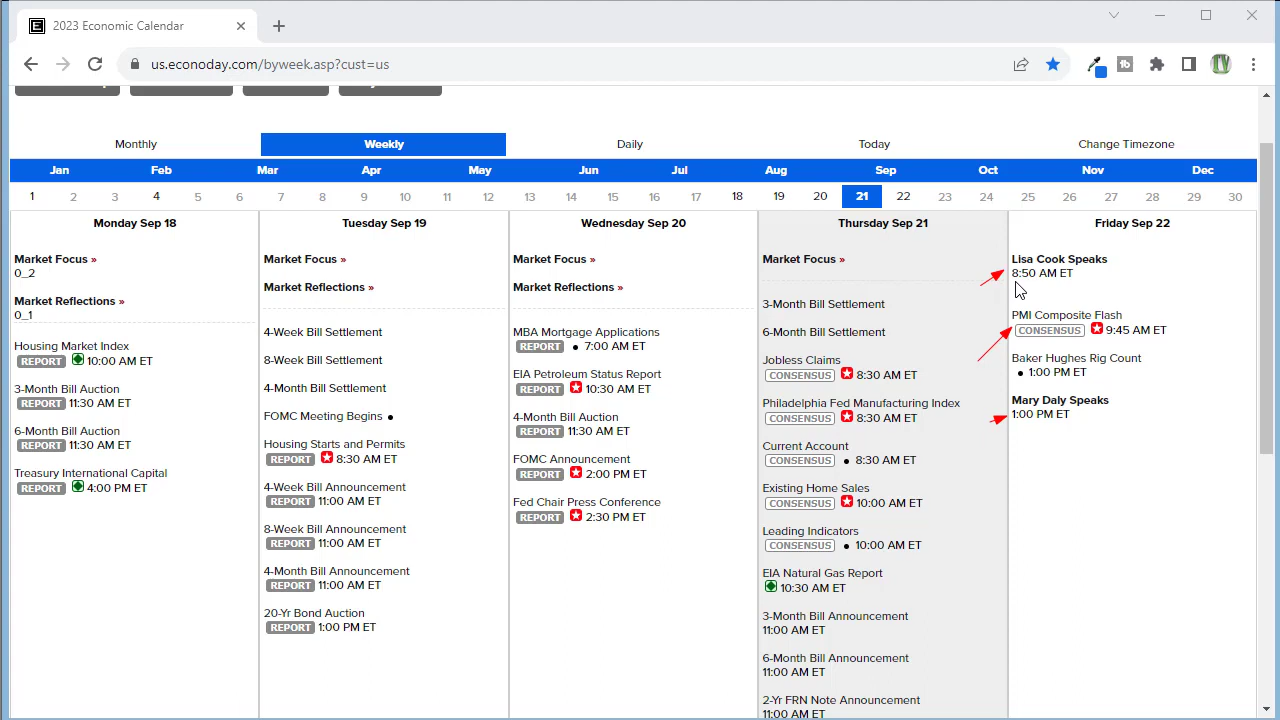 2023 Economic Calendar
us.econoday.com/byweek.asp?cust=us
Monthly Weekly Daily Today Change Timezone
Jan Feb Mar Apr May Jun Jul Aug Sep Oct Nov Dec
1 2 3 4 5 6 7 8 9 10 11 12 13 14 15 16 17 18 19 20 21 22 23 24 25 26 27 28 29 30
Monday Sep 18
Market Focus »
0_2
Market Reflections »
0_1
Housing Market Index
REPORT 10:00 AM ET
3-Month Bill Auction
REPORT 11:30 AM ET
6-Month Bill Auction
REPORT 11:30 AM ET
Treasury International Capital
REPORT 4:00 PM ET
Tuesday Sep 19
Market Focus »
Market Reflections »
4-Week Bill Settlement
8-Week Bill Settlement
4-Month Bill Settlement
FOMC Meeting Begins ●
Housing Starts and Permits
REPORT 8:30 AM ET
4-Week Bill Announcement
REPORT 11:00 AM ET
8-Week Bill Announcement
REPORT 11:00 AM ET
4-Month Bill Announcement
REPORT 11:00 AM ET
20-Yr Bond Auction
REPORT 1:00 PM ET
Wednesday Sep 20
Market Focus »
Market Reflections »
MBA Mortgage Applications
REPORT ● 7:00 AM ET
EIA Petroleum Status Report
REPORT 10:30 AM ET
4-Month Bill Auction
REPORT 11:30 AM ET
FOMC Announcement
REPORT 2:00 PM ET
Fed Chair Press Conference
REPORT 2:30 PM ET
Thursday Sep 21
Market Focus »
3-Month Bill Settlement
6-Month Bill Settlement
Jobless Claims
CONSENSUS 8:30 AM ET
Philadelphia Fed Manufacturing Index
CONSENSUS 8:30 AM ET
Current Account
CONSENSUS ● 8:30 AM ET
Existing Home Sales
CONSENSUS 10:00 AM ET
Leading Indicators
CONSENSUS ● 10:00 AM ET
EIA Natural Gas Report
10:30 AM ET
3-Month Bill Announcement
11:00 AM ET
6-Month Bill Announcement
11:00 AM ET
2-Yr FRN Note Announcement
11:00 AM ET
Friday Sep 22
Lisa Cook Speaks
8:50 AM ET
PMI Composite Flash
CONSENSUS 9:45 AM ET
Baker Hughes Rig Count
● 1:00 PM ET
Mary Daly Speaks
1:00 PM ET